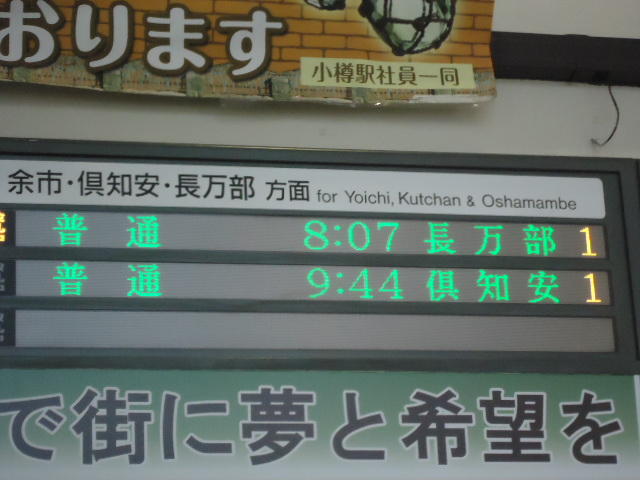 おります
小樽駅社員一同
余市・倶知安・長万部 方面 for Yoichi, Kutchan & Oshamambe
普通 8:07 長万部 1
普通 9:44 倶知安 1
で街に夢と希望を